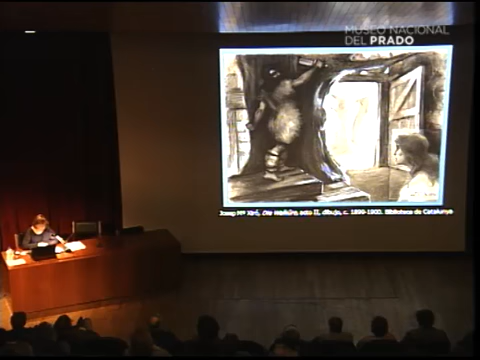 MUSEO NACIONAL
DEL PRADO
Josep Mª Xiró, Die Walküre, acto II, dibujo, c. 1899-1900. Biblioteca de Catalunya